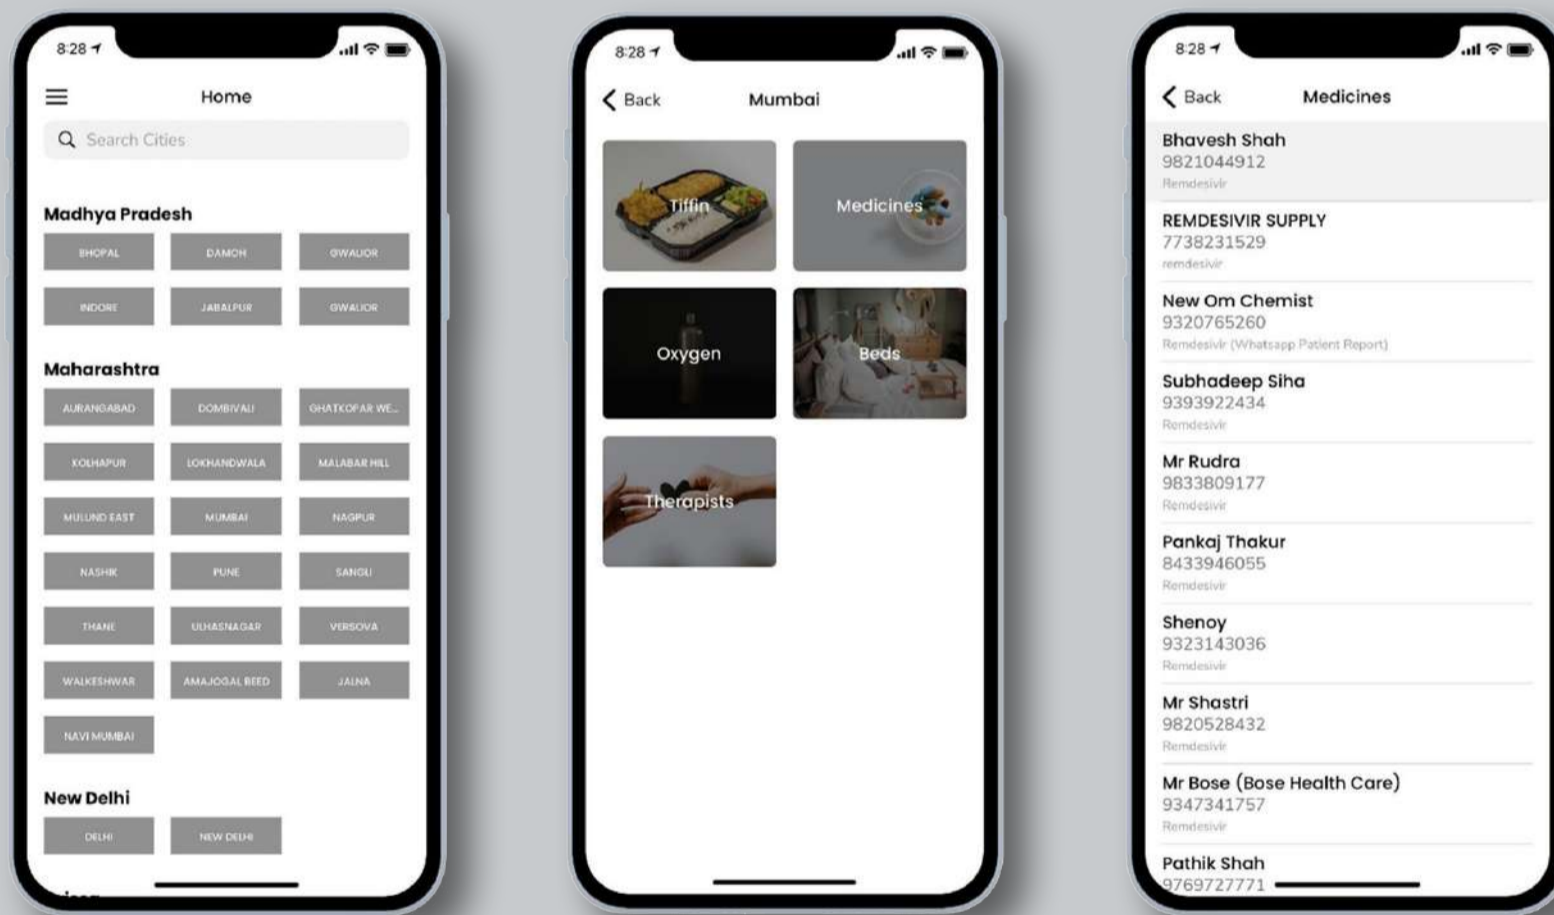 8:28
Home
Search Cities
Madhya Pradesh
BHOPAL DAMOH GWALIOR
INDORE JABALPUR GWALIOR
Maharashtra
AURANGABAD DOMBIVALI GHATKOPAR WE...
KOLHAPUR LOKHANDWALA MALABAR HILL
MULUND EAST MUMBAI NAGPUR
NASHIK PUNE SANGLI
THANE ULHASNAGAR VERSOVA
WALKESHWAR AMAJOGAL BEED JALNA
NAVI MUMBAI
New Delhi
DELHI NEW DELHI
8:28
Back Mumbai
Tiffin Medicines
Oxygen Beds
Therapists
8:28
Back Medicines
Bhavesh Shah
9821044912
Remdesivir
REMDESIVIR SUPPLY
7738231529
remdesivir
New Om Chemist
9320765260
Remdesivir (Whatsapp Patient Report)
Subhadeep Siha
9393922434
Remdesivir
Mr Rudra
9833809177
Remdesivir
Pankaj Thakur
8433946055
Remdesivir
Shenoy
9323143036
Remdesivir
Mr Shastri
9820528432
Remdesivir
Mr Bose (Bose Health Care)
9347341757
Remdesivir
Pathik Shah
9769727771